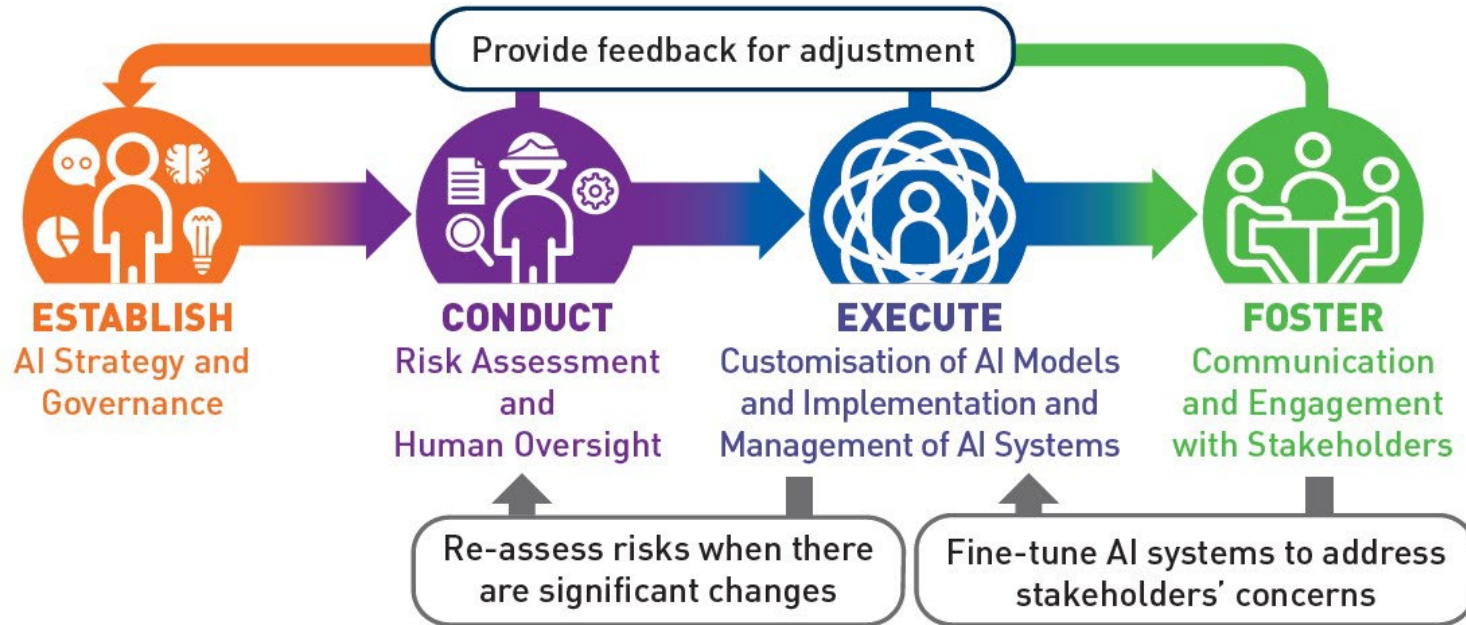 Provide feedback for adjustment
ESTABLISH
AI Strategy and
Governance
CONDUCT
Risk Assessment
and
Human Oversight
EXECUTE
Customisation of AI Models
and Implementation and
Management of AI Systems
FOSTER
Communication
and Engagement
with Stakeholders
Re-assess risks when there
are significant changes
Fine-tune AI systems to address
stakeholders’ concerns